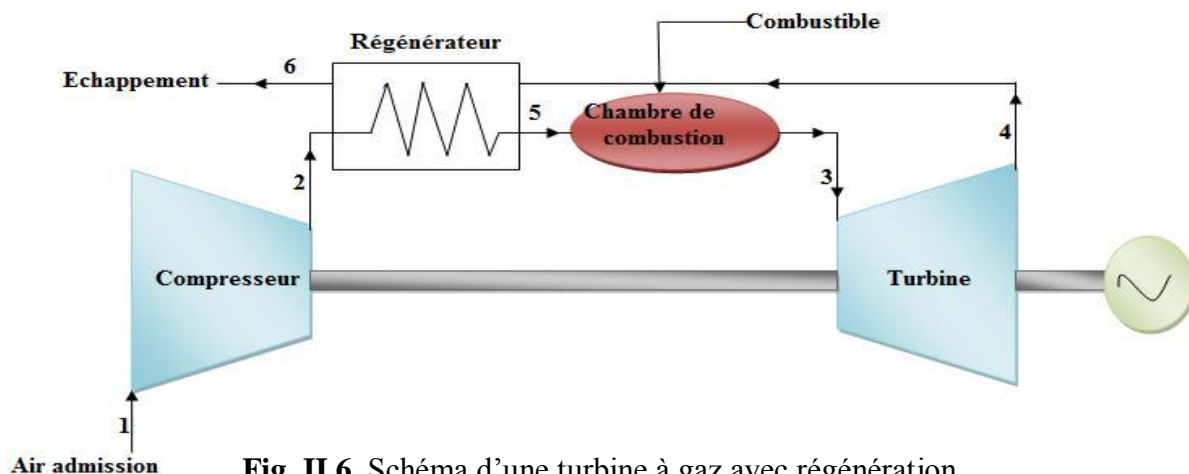 Combustible
Régénérateur
6
Echappement
5
Chambre de
combustion
2
3
4
Compresseur
Turbine
1
Air admission
Fig. II.6. Schéma d'une turbine à gaz avec régénération